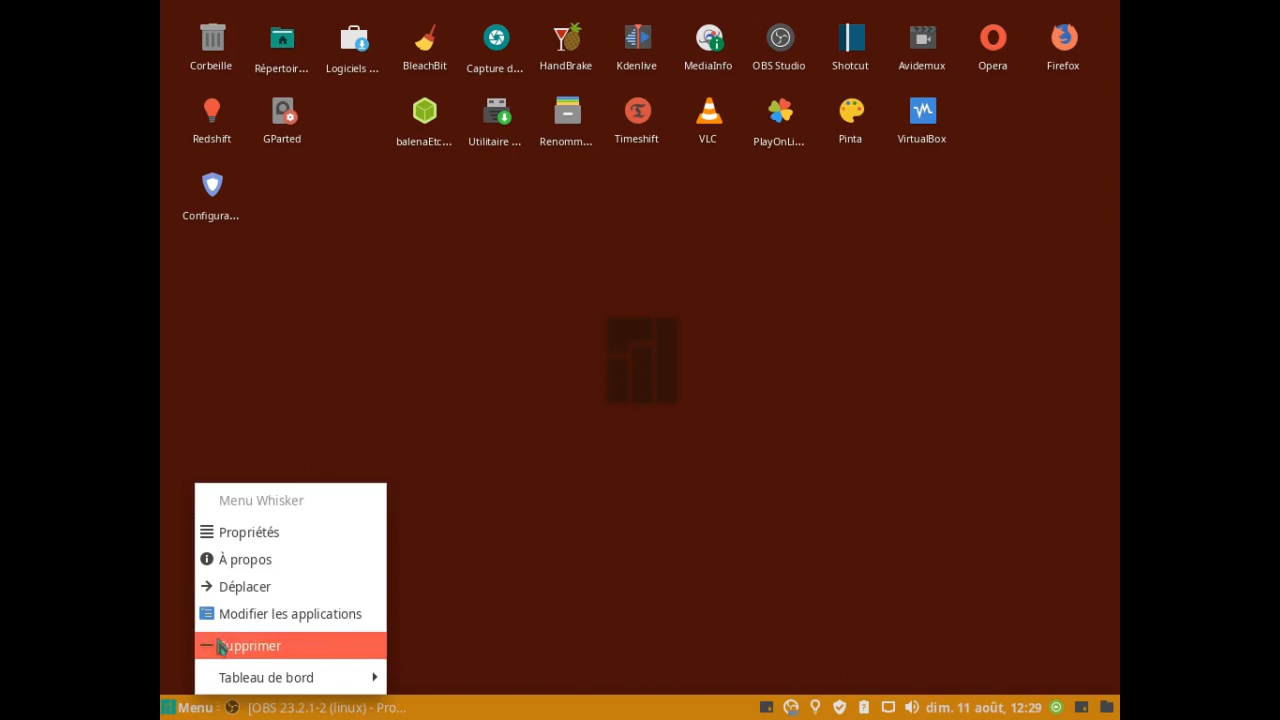 Corbeille
Répertoir...
Logiciels ...
BleachBit
Capture d...
HandBrake
Kdenlive
MediaInfo
OBS Studio
Shotcut
Avidemux
Opera
Firefox
Redshift
GParted
balenaEtc...
Utilitaire ...
Renomm...
Timeshift
VLC
PlayOnLi...
Pinta
VirtualBox
Configura...
Menu Whisker
Propriétés
À propos
Déplacer
Modifier les applications
Supprimer
Tableau de bord
Menu
[OBS 23.2.1-2 (linux) - Pro...
dim. 11 août, 12:29